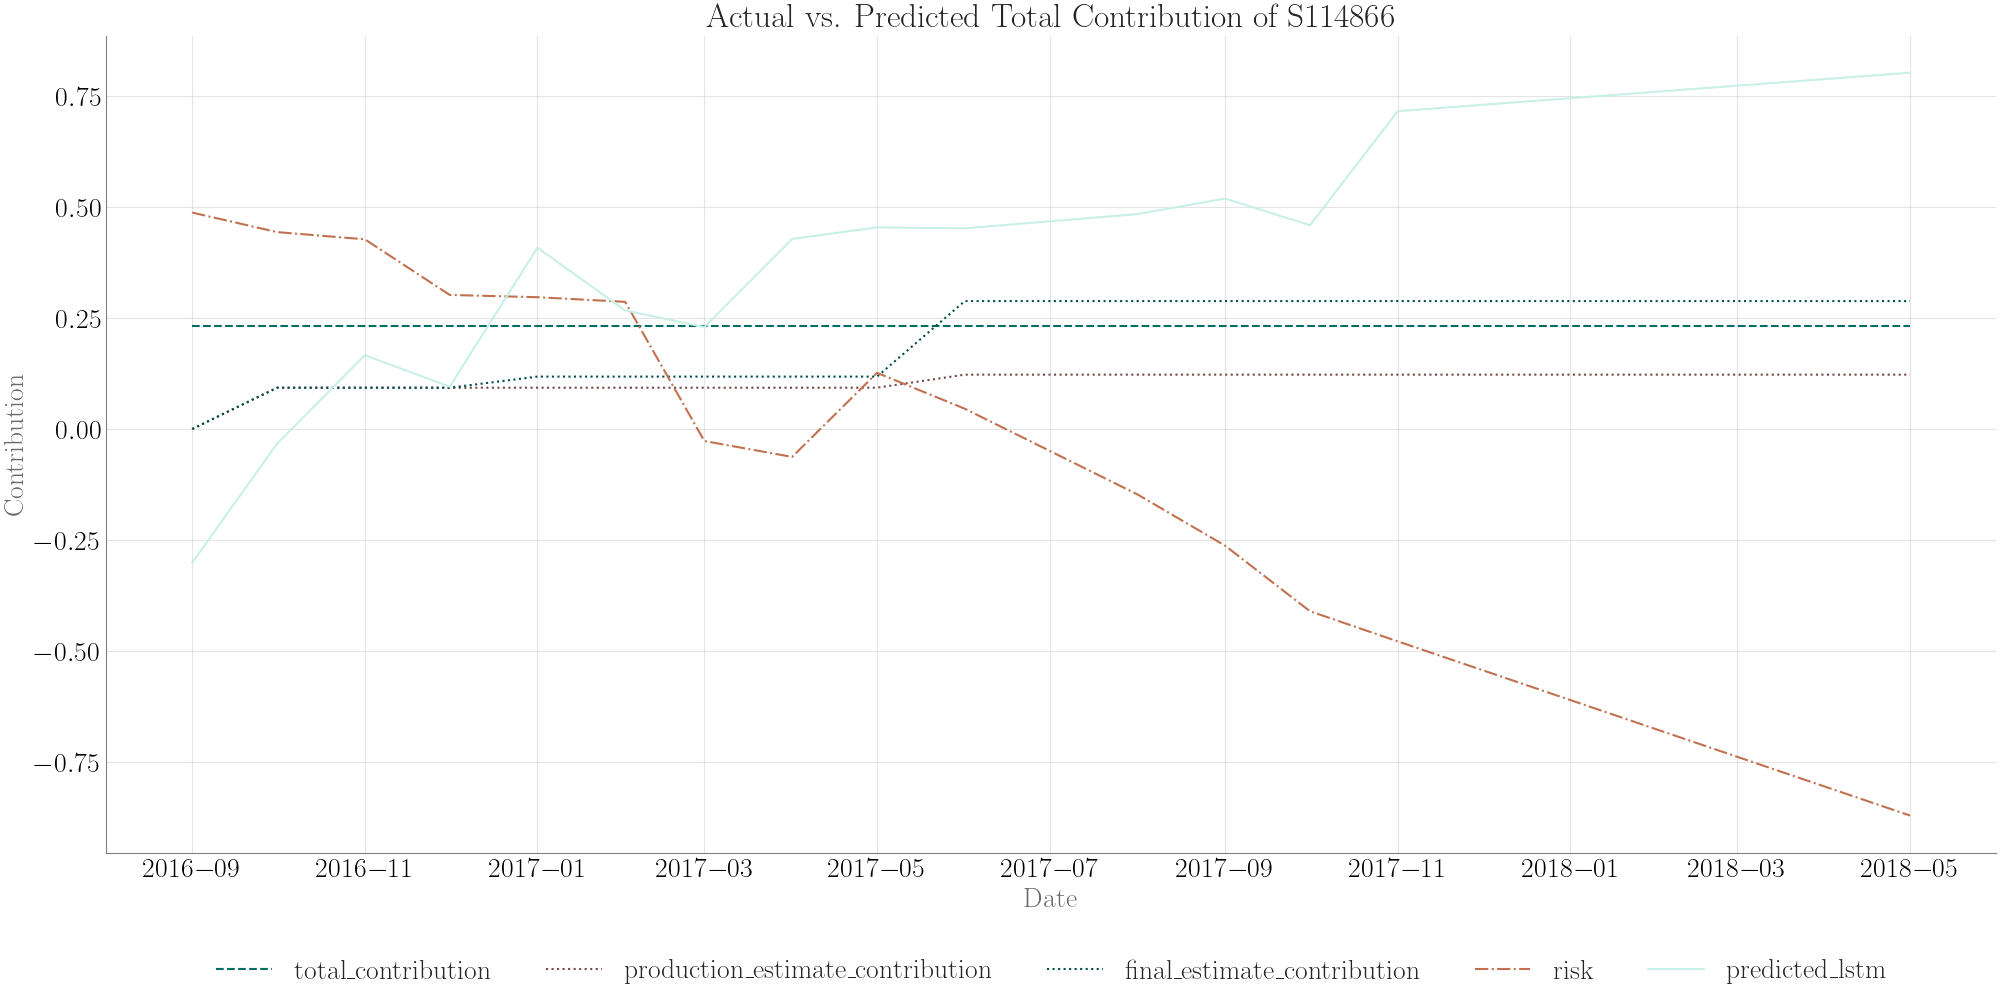 Actual vs. Predicted Total Contribution of S114866
Contribution
0.75
0.50
0.25
0.00
−0.25
−0.50
−0.75
2016−09 2016−11 2017−01 2017−03 2017−05 2017−07 2017−09 2017−11 2018−01 2018−03 2018−05
Date
total_contribution production_estimate_contribution final_estimate_contribution risk predicted_lstm